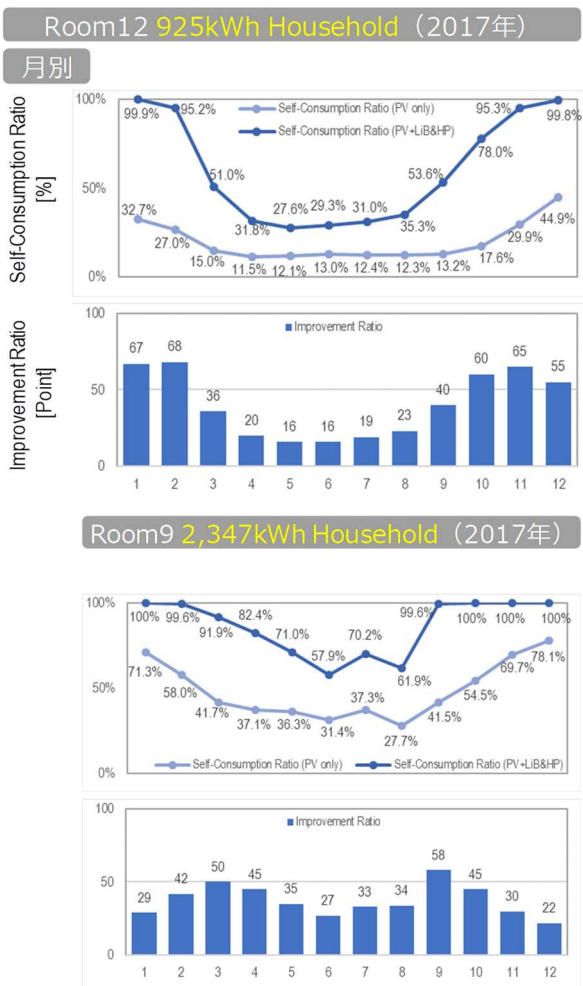 Room12 925kWh Household（2017年）
月別
Self-Consumption Ratio
[%]
100%
50%
0%
Self-Consumption Ratio (PV only)
Self-Consumption Ratio (PV+LiB&HP)
99.9% 95.2% 51.0% 31.8% 27.6% 29.3% 31.0% 35.3% 53.6% 78.0% 95.3% 99.8%
32.7% 27.0% 15.0% 11.5% 12.1% 13.0% 12.4% 12.3% 13.2% 17.6% 29.9% 44.9%
Improvement Ratio
[Point]
100
50
0
Improvement Ratio
67 68 36 20 16 16 19 23 40 60 65 55
1 2 3 4 5 6 7 8 9 10 11 12
Room9 2,347kWh Household（2017年）
100%
50%
0%
100% 99.6% 91.9% 82.4% 71.0% 57.9% 70.2% 61.9% 99.6% 100% 100% 100%
71.3% 58.0% 41.7% 37.1% 36.3% 31.4% 37.3% 27.7% 41.5% 54.5% 69.7% 78.1%
Self-Consumption Ratio (PV only) Self-Consumption Ratio (PV+LiB&HP)
100
50
0
Improvement Ratio
29 42 50 45 35 27 33 34 58 45 30 22
1 2 3 4 5 6 7 8 9 10 11 12